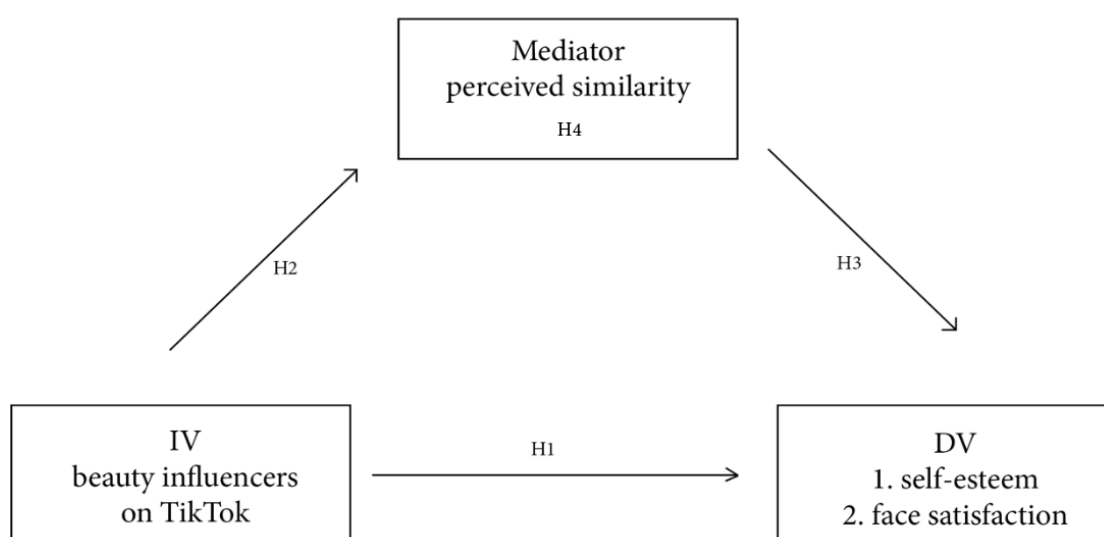 Mediator
perceived similarity
H4
H2
H3
H1
IV
beauty influencers
on TikTok
DV
1. self-esteem
2. face satisfaction